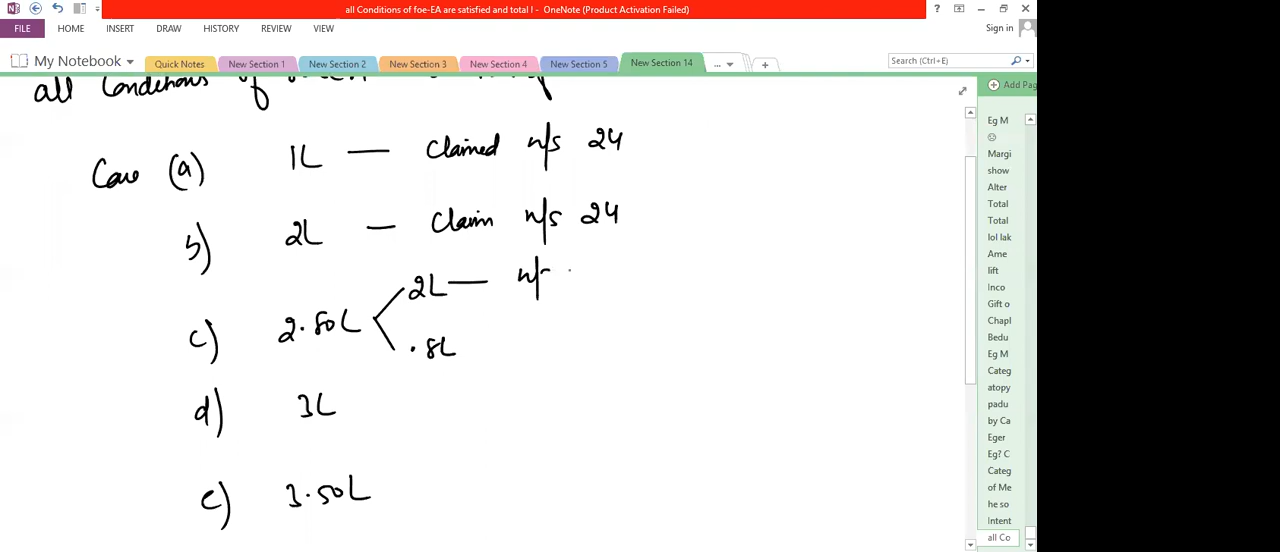 all Conditions of foe-EA are satisfied and total I - OneNote (Product Activation Failed)
FILE HOME INSERT DRAW HISTORY REVIEW VIEW Sign in
My Notebook Quick Notes New Section 1 New Section 2 New Section 3 New Section 4 New Section 5 New Section 14 ... Search (Ctrl+E)
Add Pag
all Conditions of
Case (a) 1L — Claimed u/s 24
b) 2L — Claim u/s 24
c) 2.80L 2L — u/s
.8L
d) 3L
e) 3.50L
Eg M
Margi
show
Alter
Total
Total
lol lak
Ame
lift
Inco
Gift o
Chapl
Bedu
Eg M
Categ
atopy
padu
by Ca
Eger
Eg? C
Categ
of Me
he so
Intent
all Co